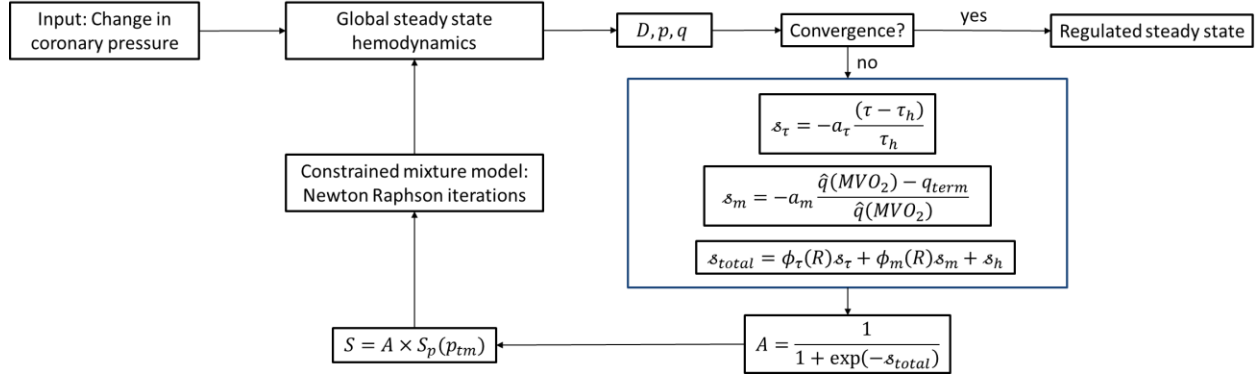 Input: Change in
coronary pressure
Global steady state
hemodynamics
D, p, q
Convergence?
yes
Regulated steady state
no
𝓈_τ = −a_τ (τ − τ_h) / τ_h
𝓈_m = −a_m (q̂(MVO₂) − q_term) / q̂(MVO₂)
𝓈_total = ϕ_τ(R)𝓈_τ + ϕ_m(R)𝓈_m + 𝓈_h
A = 1 / (1 + exp(−𝓈_total))
S = A × S_p(p_tm)
Constrained mixture model:
Newton Raphson iterations